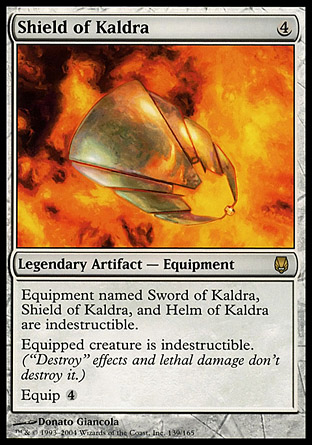 Shield of Kaldra 4
Legendary Artifact — Equipment
Equipment named Sword of Kaldra,
Shield of Kaldra, and Helm of Kaldra
are indestructible.
Equipped creature is indestructible.
("Destroy" effects and lethal damage don't
destroy it.)
Equip 4
Donato Giancola
™ & © 1993–2004 Wizards of the Coast, Inc. 139/165